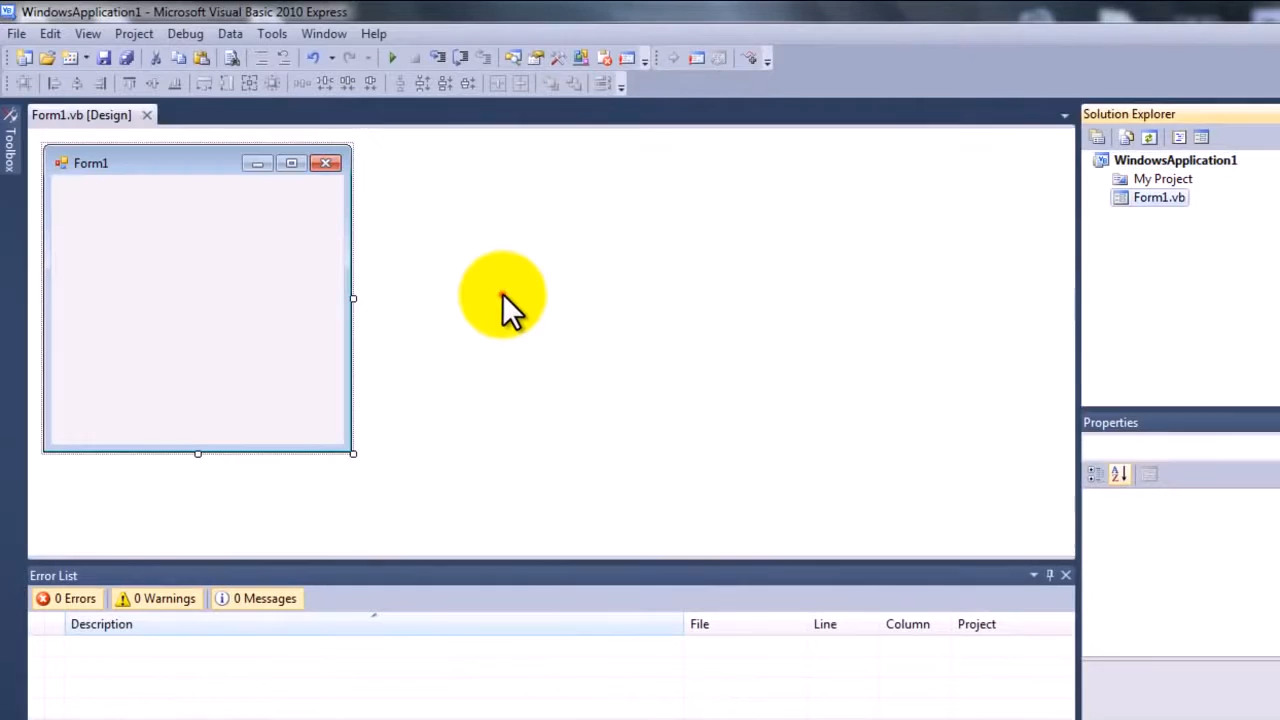 WindowsApplication1 - Microsoft Visual Basic 2010 Express
File Edit View Project Debug Data Tools Window Help
Form1.vb [Design]
Toolbox
Form1
Solution Explorer
WindowsApplication1
My Project
Form1.vb
Properties
Error List
0 Errors 0 Warnings 0 Messages
Description File Line Column Project